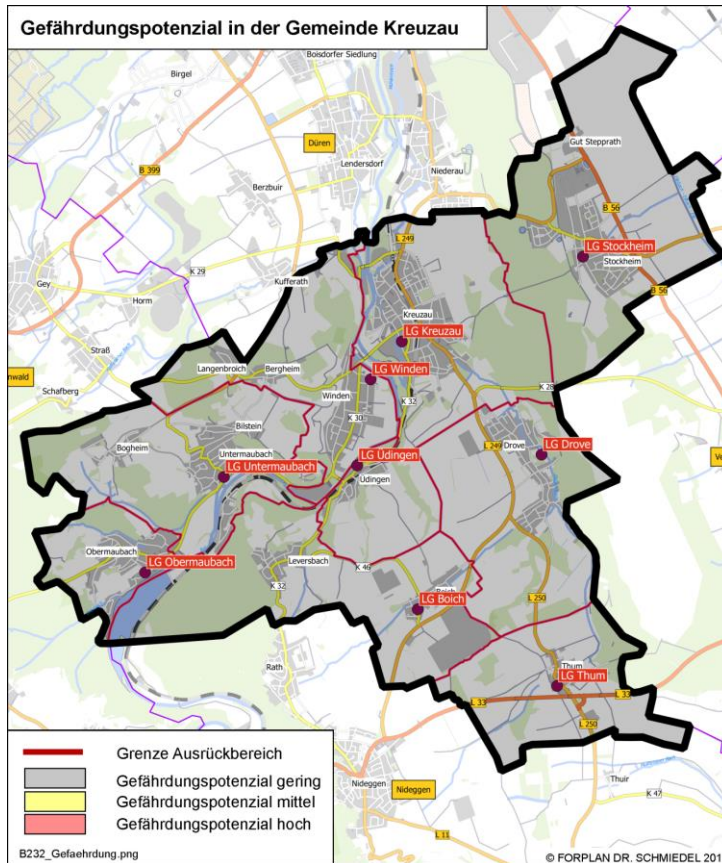 Gefährdungspotenzial in der Gemeinde Kreuzau
Boisdorfer Siedlung
Birgel
Gut Stepprath
Düren
Lendersdorf
Niederau
B 399
Berzbuir
B 56
L 249
LG Stockheim
Stockheim
Gey
K 29
Kufferath
B 56
Horm
Kreuzau
LG Kreuzau
Straß
Langenbroich
Bergheim
LG Winden
Schafberg
Winden
K 32
K 28
Bilstein
K 30
Bogheim
L 249
Drove
LG Drove
Untermaubach
LG Untermaubach
LG Üdingen
Üdingen
Obermaubach
LG Obermaubach
Leversbach
K 32
K 46
LG Boich
L 250
Rath
Thum
LG Thum
L 33
L 33
L 250
Grenze Ausrückbereich
Gefährdungspotenzial gering
Gefährdungspotenzial mittel
Gefährdungspotenzial hoch
Nideggen
Nideggen
Thuir
K 47
L 11
B232_Gefaehrdung.png
© FORPLAN DR. SCHMIEDEL 201